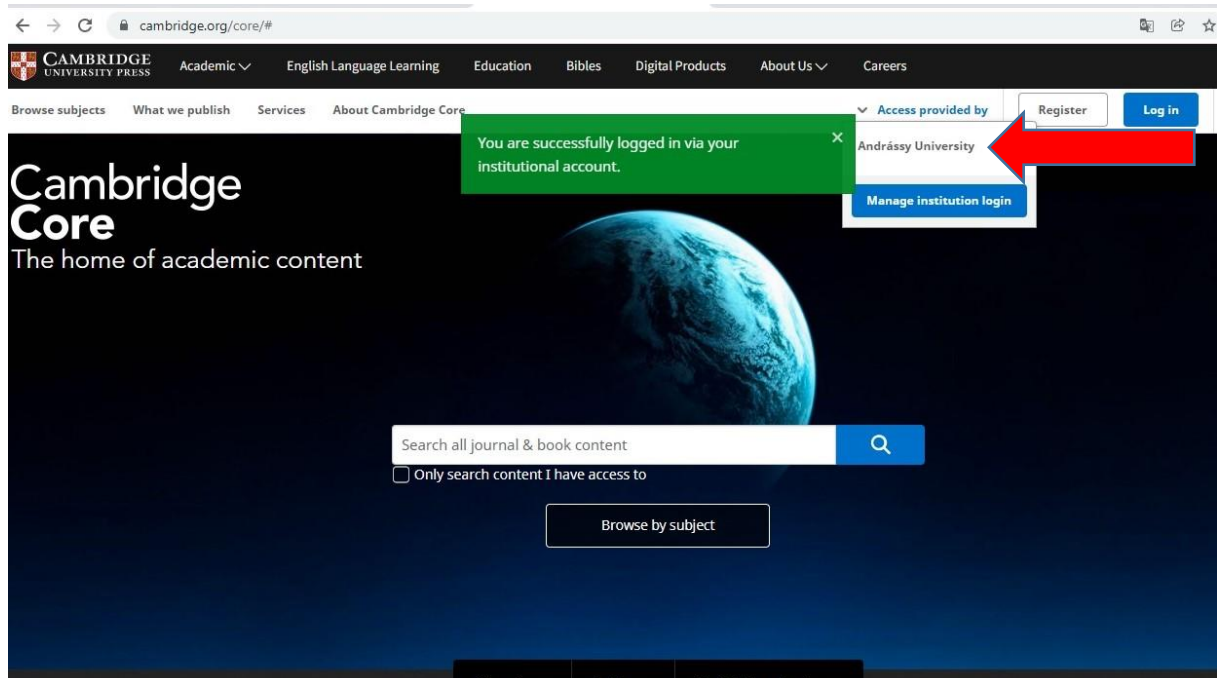 cambridge.org/core/#
CAMBRIDGE
UNIVERSITY PRESS
Academic
English Language Learning
Education
Bibles
Digital Products
About Us
Careers
Browse subjects
What we publish
Services
About Cambridge Core
Access provided by
Register
Log in
You are successfully logged in via your
institutional account.
Andrássy University
Manage institution login
Cambridge
Core
The home of academic content
Search all journal & book content
Only search content I have access to
Browse by subject